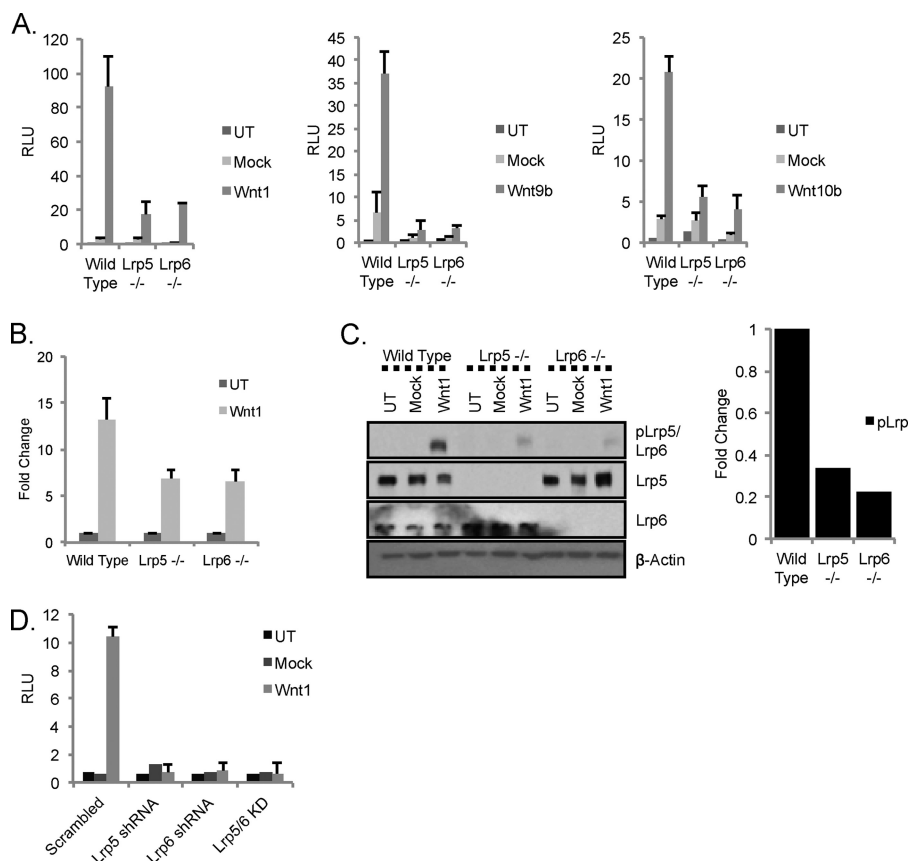 A.
120
100
80
60
40
20
0
RLU
UT
Mock
Wnt1
Wild Type
Lrp5 -/-
Lrp6 -/-
45
40
35
30
25
20
15
10
5
0
RLU
UT
Mock
Wnt9b
Wild Type
Lrp5 -/-
Lrp6 -/-
25
20
15
10
5
0
RLU
UT
Mock
Wnt10b
Wild Type
Lrp5 -/-
Lrp6 -/-
B.
20
15
10
5
0
Fold Change
UT
Wnt1
Wild Type
Lrp5 -/-
Lrp6 -/-
C.
Wild Type
Lrp5 -/-
Lrp6 -/-
UT
Mock
Wnt1
UT
Mock
Wnt1
UT
Mock
Wnt1
pLrp5/
Lrp6
Lrp5
Lrp6
β-Actin
1
0.8
0.6
0.4
0.2
0
Fold Change
pLrp
Wild Type
Lrp5 -/-
Lrp6 -/-
D.
12
10
8
6
4
2
0
RLU
UT
Mock
Wnt1
Scrambled
Lrp5 shRNA
Lrp6 shRNA
Lrp5/6 KD